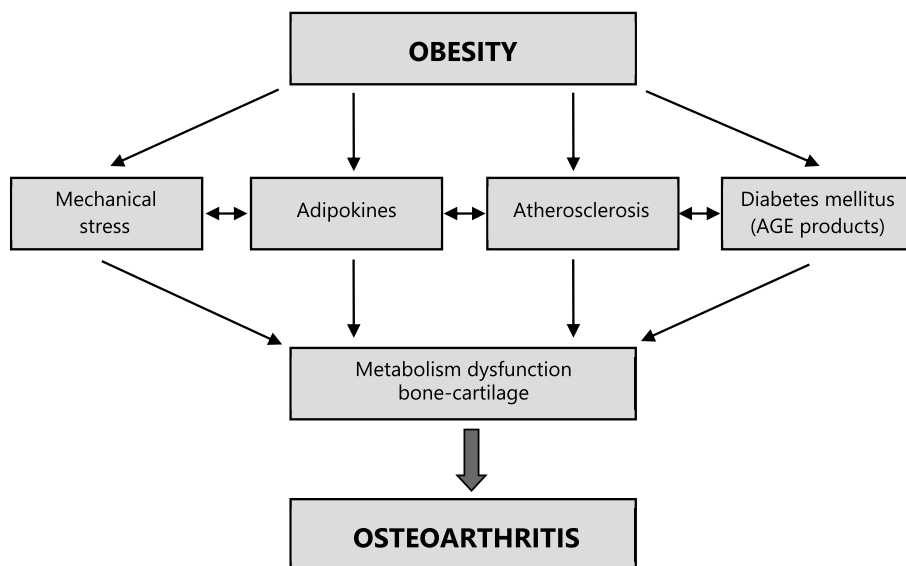 OBESITY
Mechanical
stress
Adipokines
Atherosclerosis
Diabetes mellitus
(AGE products)
Metabolism dysfunction
bone-cartilage
OSTEOARTHRITIS